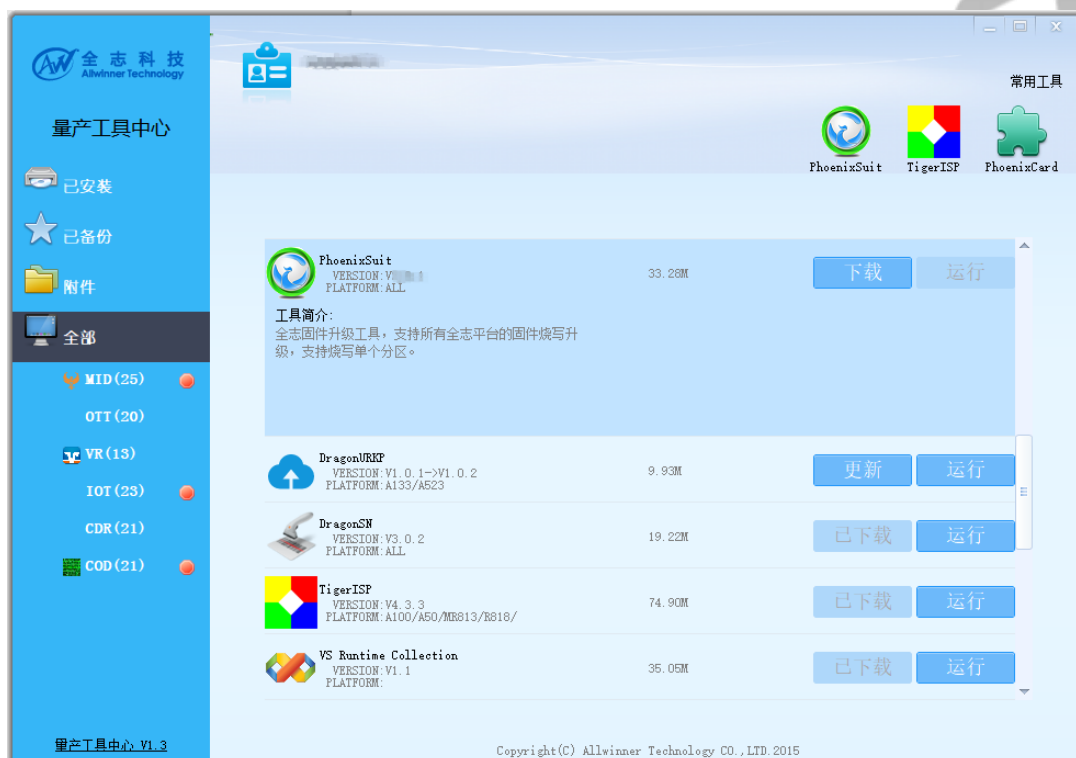 全志科技
Allwinner Technology
量产工具中心
已安装
已备份
附件
全部
MID(25)
OTT(20)
VR(13)
IOT(23)
CDR(21)
COD(21)
量产工具中心 V1.3
常用工具
PhoenixSuit
TigerISP
PhoenixCard
PhoenixSuit
VERSION:V
PLATFORM:ALL
33.28M
下载
运行
工具简介:
全志固件升级工具，支持所有全志平台的固件烧写升
级，支持烧写单个分区。
DragonURKP
VERSION:V1.0.1->V1.0.2
PLATFORM:A133/A523
9.93M
更新
运行
DragonSN
VERSION:V3.0.2
PLATFORM:ALL
19.22M
已下载
运行
TigerISP
VERSION:V4.3.3
PLATFORM:A100/A50/MR813/R818/
74.90M
已下载
运行
VS Runtime Collection
VERSION:V1.1
PLATFORM:
35.05M
已下载
运行
Copyright(C) Allwinner Technology CO.,LTD.2015